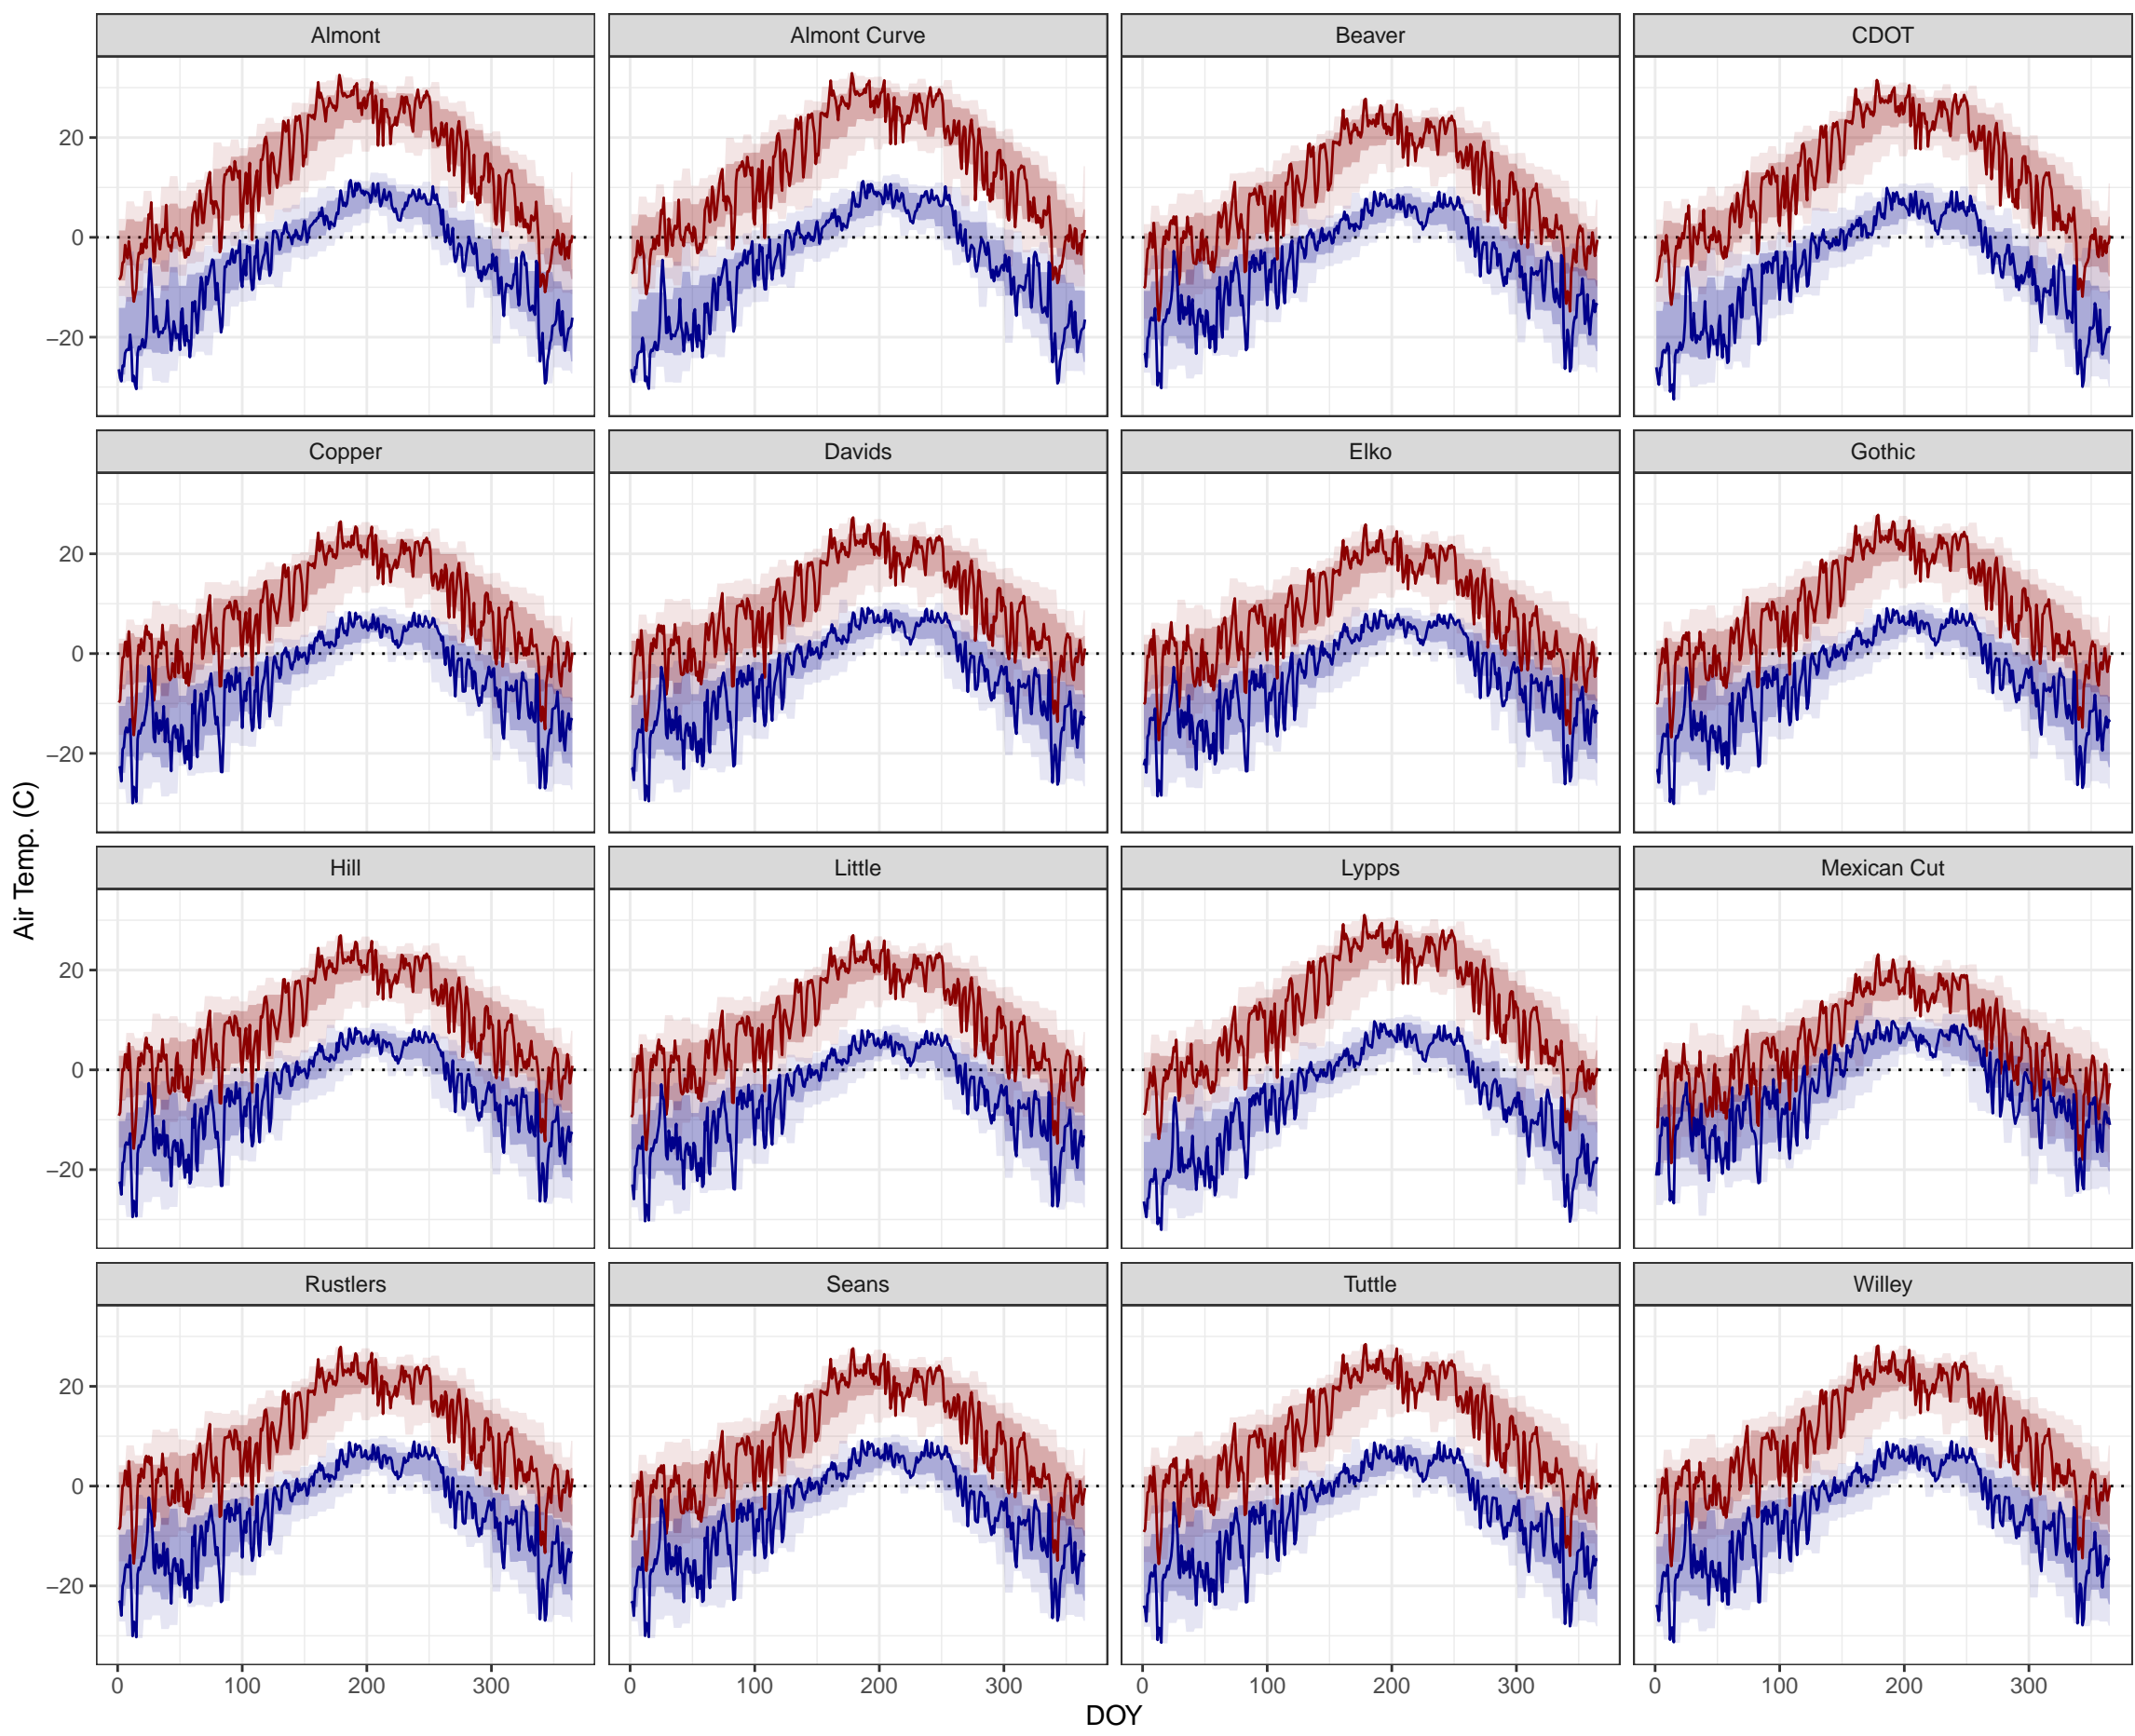 Almont Almont Curve Beaver CDOT
20
0
−20
Copper Davids Elko Gothic
20
0
−20
Air Temp. (C)
Hill Little Lypps Mexican Cut
20
0
−20
Rustlers Seans Tuttle Willey
20
0
−20
0 100 200 300 0 100 200 300 0 100 200 300 0 100 200 300
DOY